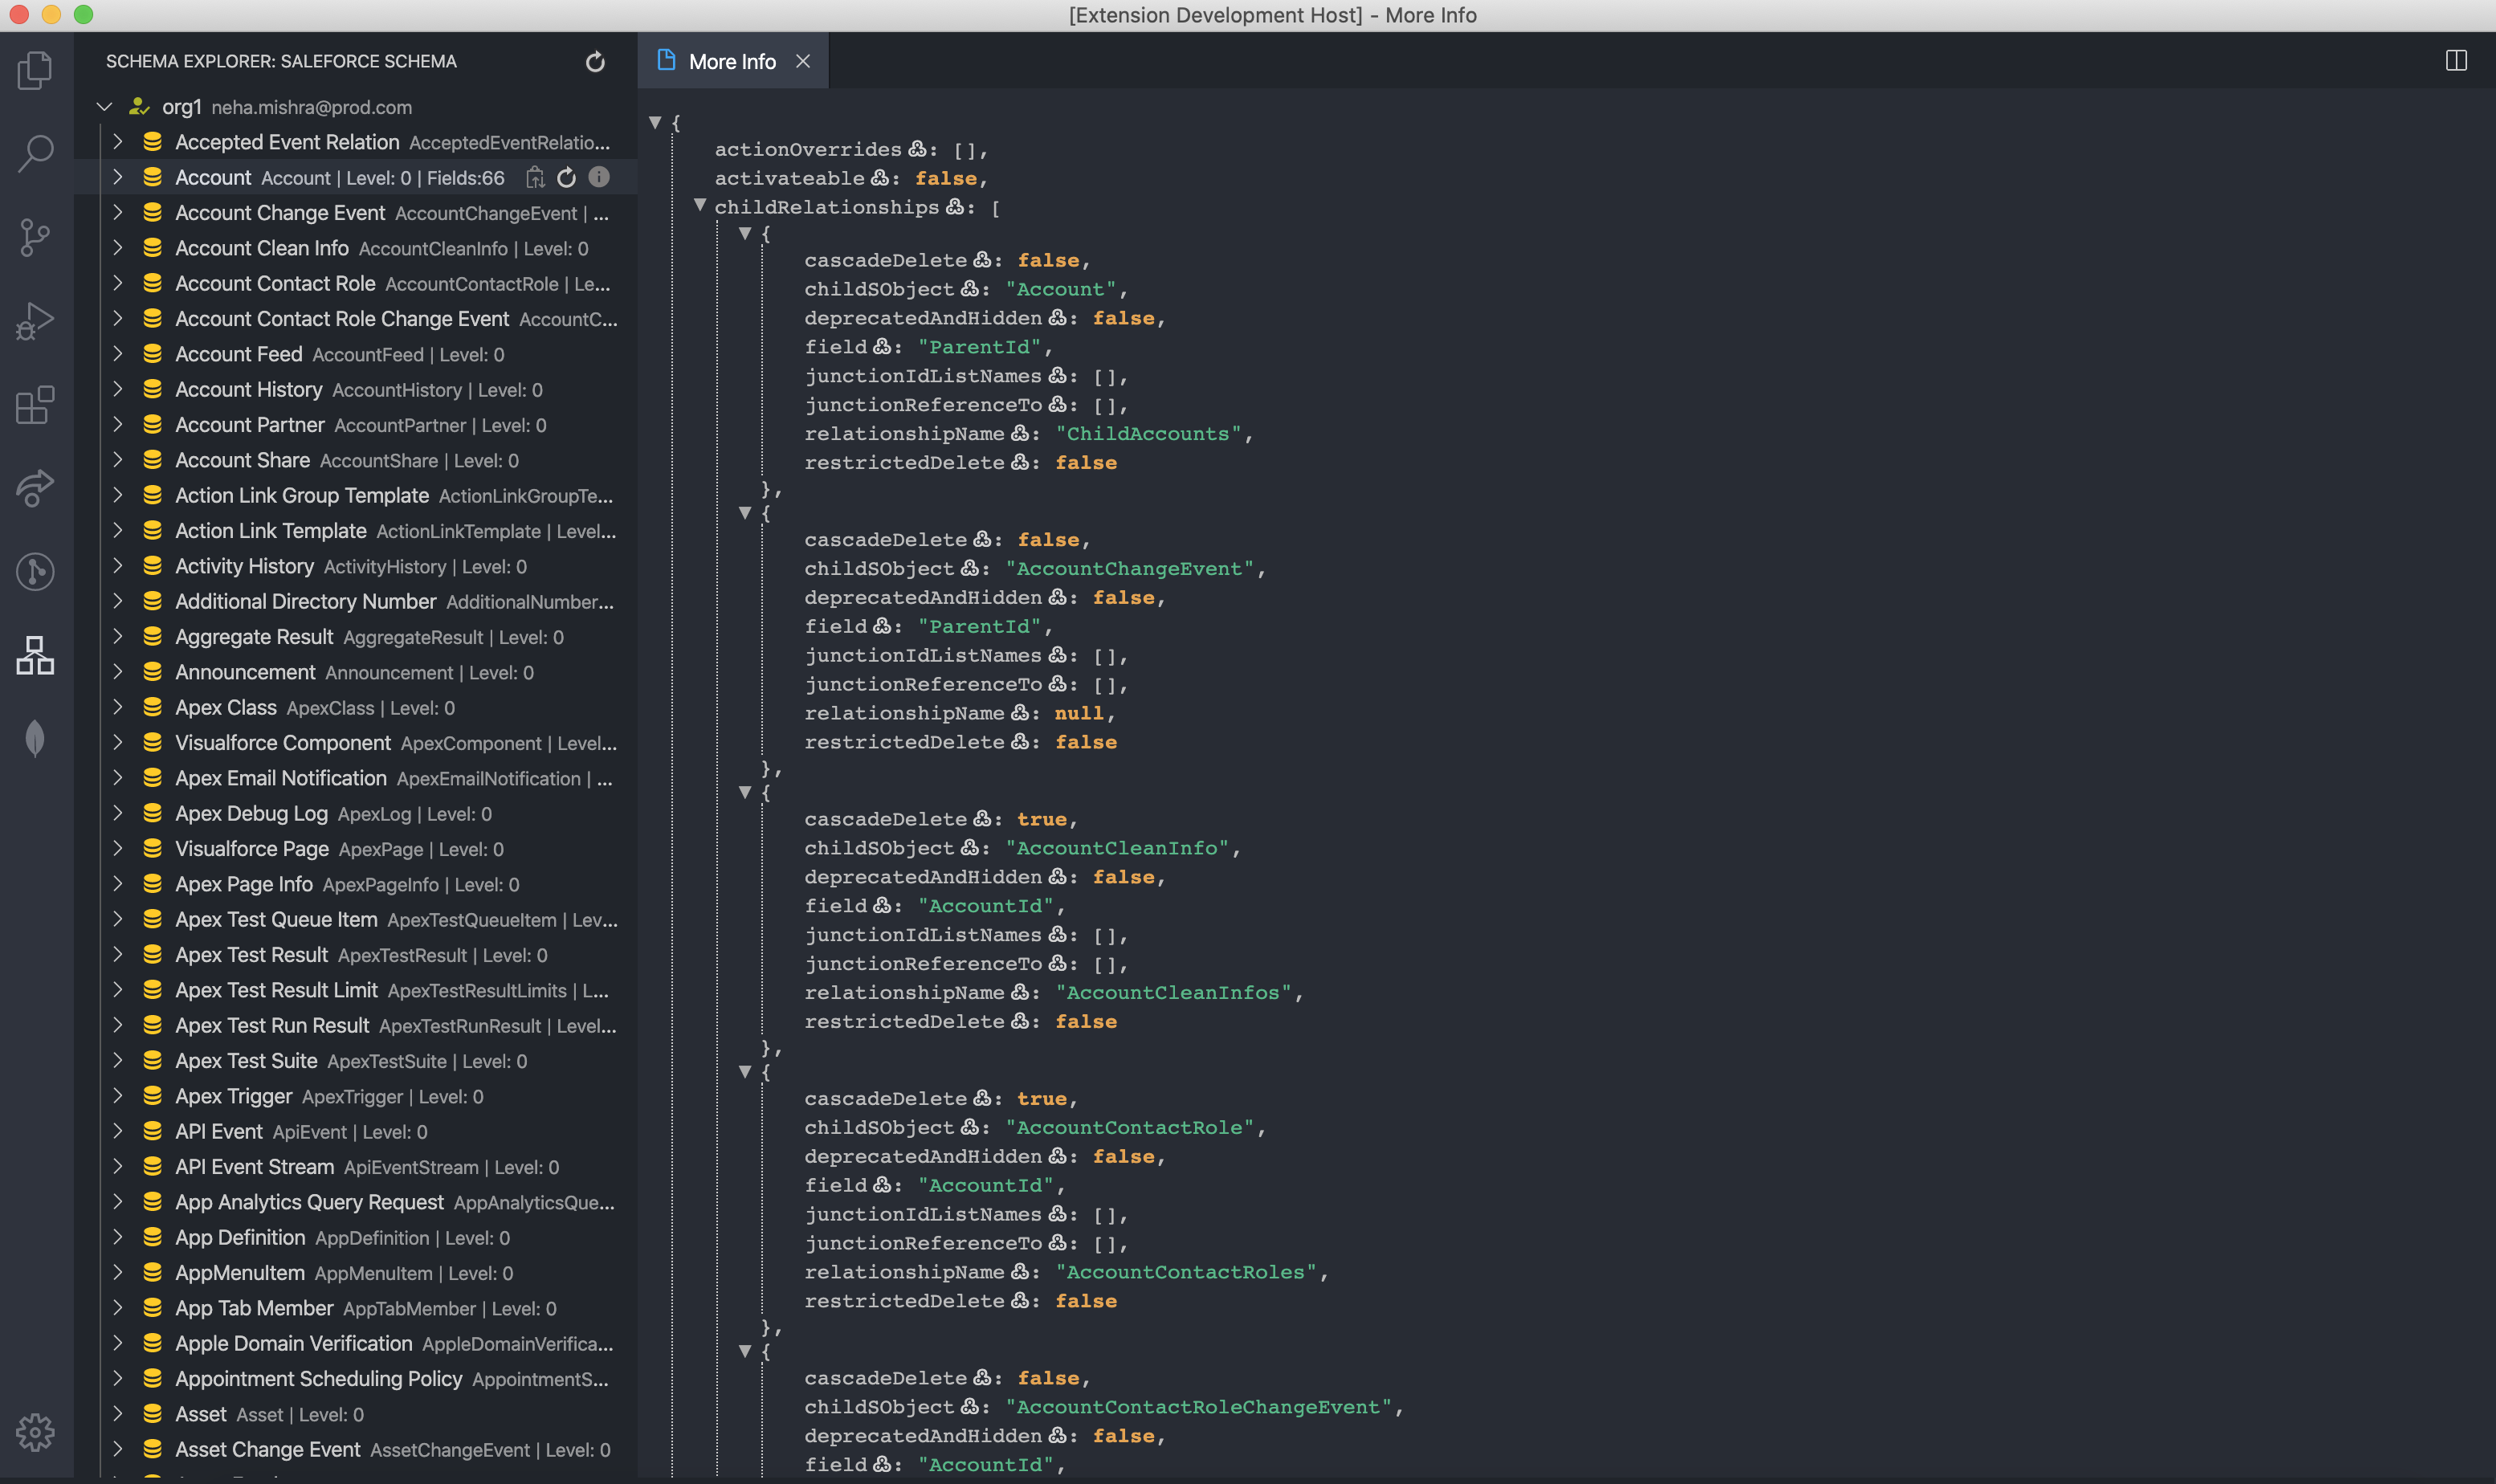 [Extension Development Host] - More Info
SCHEMA EXPLORER: SALEFORCE SCHEMA
org1 neha.mishra@prod.com
Accepted Event Relation AcceptedEventRelatio...
Account Account | Level: 0 | Fields:66
Account Change Event AccountChangeEvent | ...
Account Clean Info AccountCleanInfo | Level: 0
Account Contact Role AccountContactRole | Le...
Account Contact Role Change Event AccountC...
Account Feed AccountFeed | Level: 0
Account History AccountHistory | Level: 0
Account Partner AccountPartner | Level: 0
Account Share AccountShare | Level: 0
Action Link Group Template ActionLinkGroupTe...
Action Link Template ActionLinkTemplate | Level...
Activity History ActivityHistory | Level: 0
Additional Directory Number AdditionalNumber...
Aggregate Result AggregateResult | Level: 0
Announcement Announcement | Level: 0
Apex Class ApexClass | Level: 0
Visualforce Component ApexComponent | Level...
Apex Email Notification ApexEmailNotification | ...
Apex Debug Log ApexLog | Level: 0
Visualforce Page ApexPage | Level: 0
Apex Page Info ApexPageInfo | Level: 0
Apex Test Queue Item ApexTestQueueItem | Lev...
Apex Test Result ApexTestResult | Level: 0
Apex Test Result Limit ApexTestResultLimits | L...
Apex Test Run Result ApexTestRunResult | Level...
Apex Test Suite ApexTestSuite | Level: 0
Apex Trigger ApexTrigger | Level: 0
API Event ApiEvent | Level: 0
API Event Stream ApiEventStream | Level: 0
App Analytics Query Request AppAnalyticsQue...
App Definition AppDefinition | Level: 0
AppMenuItem AppMenuItem | Level: 0
App Tab Member AppTabMember | Level: 0
Apple Domain Verification AppleDomainVerifica...
Appointment Scheduling Policy AppointmentS...
Asset Asset | Level: 0
Asset Change Event AssetChangeEvent | Level: 0
More Info
{
actionOverrides: [],
activateable: false,
childRelationships: [
{
cascadeDelete: false,
childSObject: "Account",
deprecatedAndHidden: false,
field: "ParentId",
junctionIdListNames: [],
junctionReferenceTo: [],
relationshipName: "ChildAccounts",
restrictedDelete: false
},
{
cascadeDelete: false,
childSObject: "AccountChangeEvent",
deprecatedAndHidden: false,
field: "ParentId",
junctionIdListNames: [],
junctionReferenceTo: [],
relationshipName: null,
restrictedDelete: false
},
{
cascadeDelete: true,
childSObject: "AccountCleanInfo",
deprecatedAndHidden: false,
field: "AccountId",
junctionIdListNames: [],
junctionReferenceTo: [],
relationshipName: "AccountCleanInfos",
restrictedDelete: false
},
{
cascadeDelete: true,
childSObject: "AccountContactRole",
deprecatedAndHidden: false,
field: "AccountId",
junctionIdListNames: [],
junctionReferenceTo: [],
relationshipName: "AccountContactRoles",
restrictedDelete: false
},
{
cascadeDelete: false,
childSObject: "AccountContactRoleChangeEvent",
deprecatedAndHidden: false,
field: "AccountId",